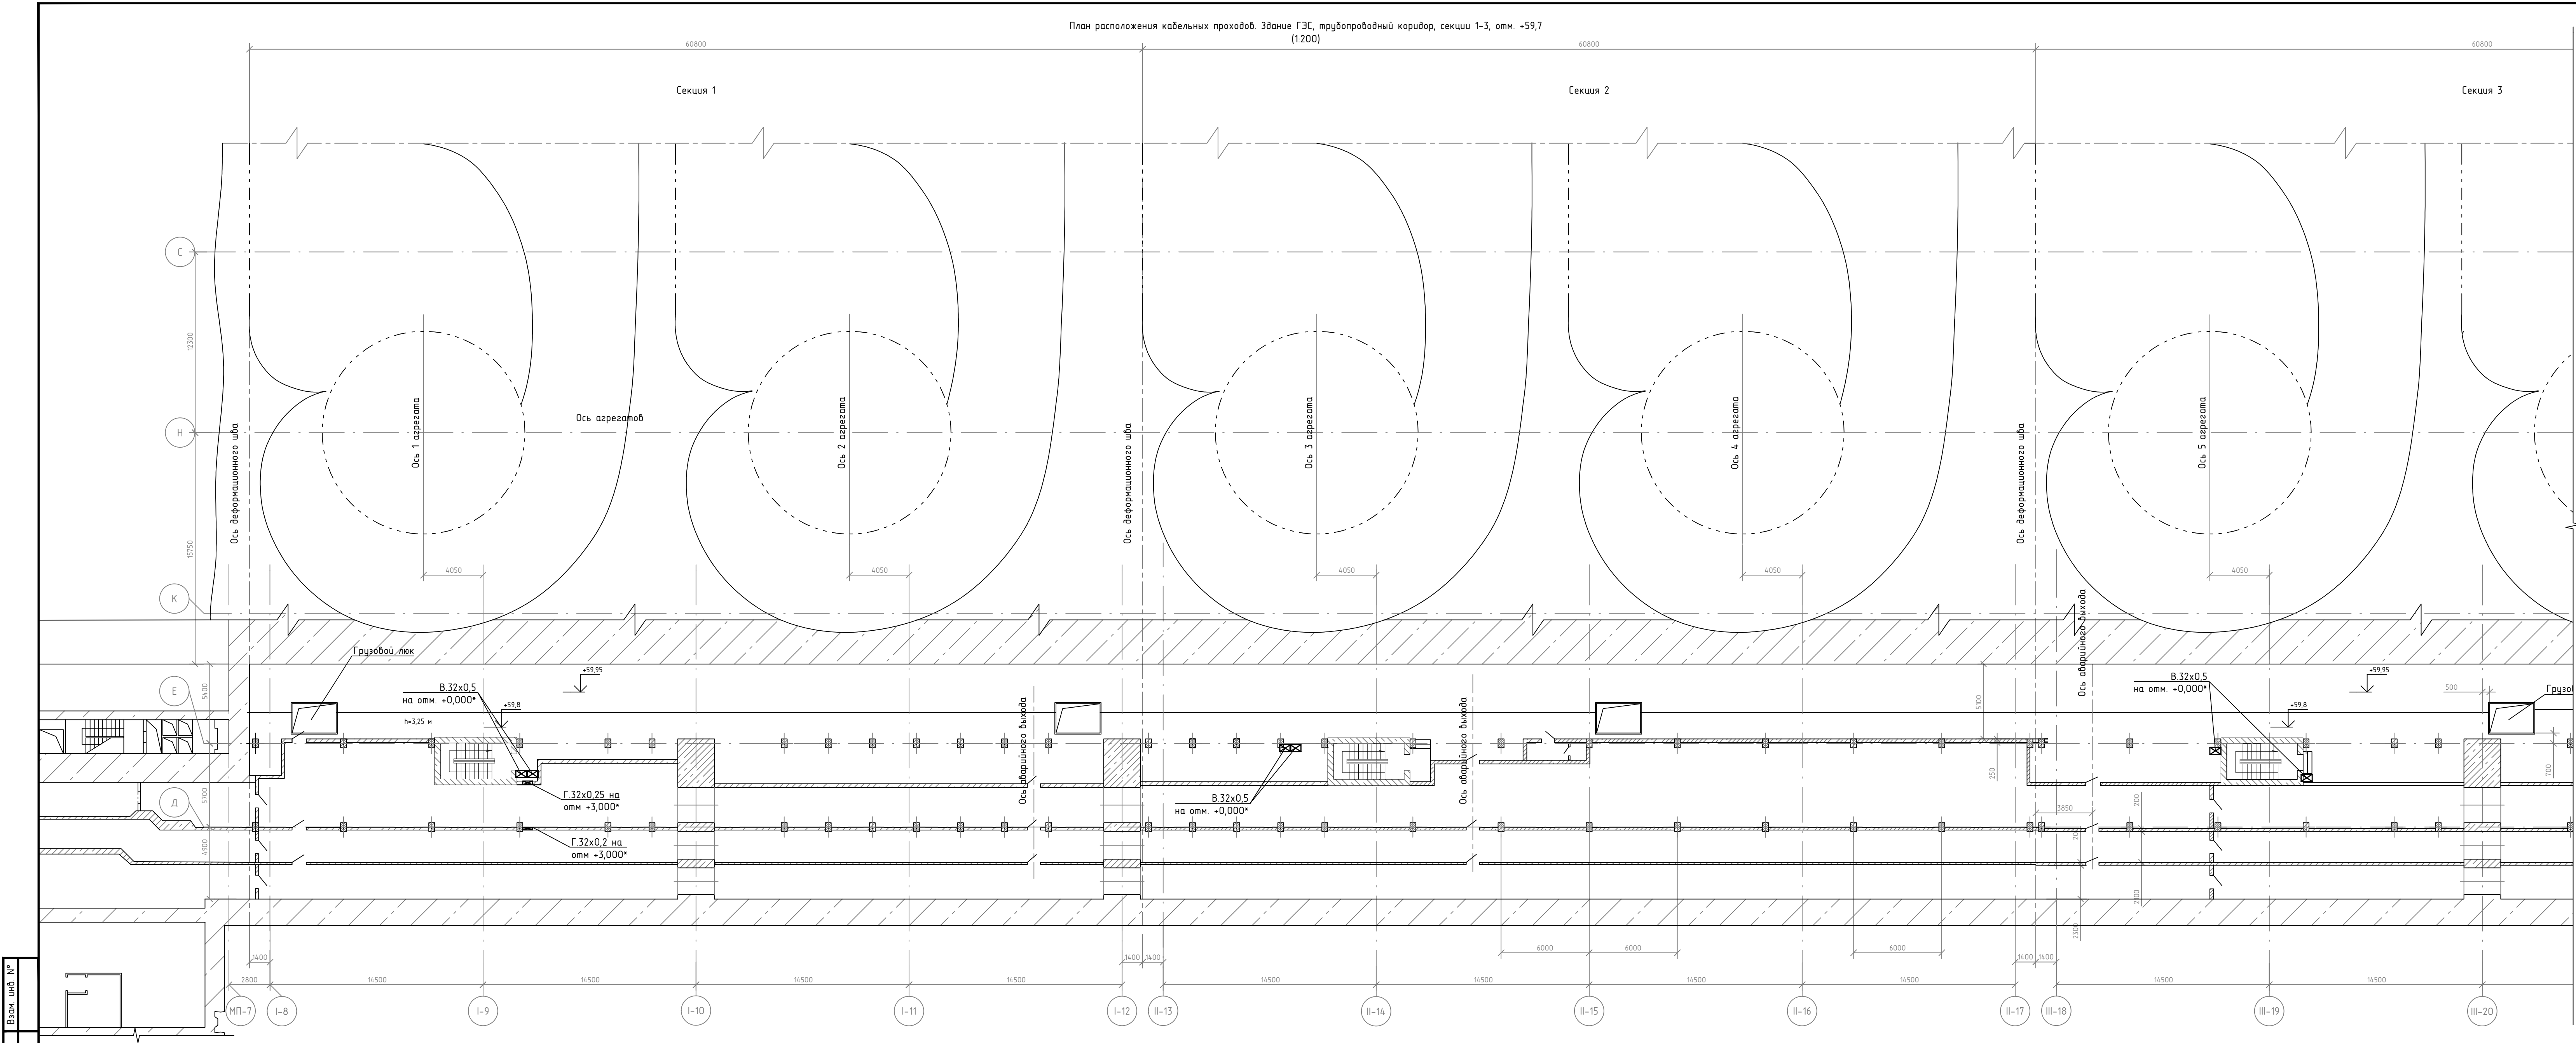 План расположения кабельных проходов. Здание ГЭС, трубопроводный коридор, секции 1-3, отм. +59,7
(1:200)
60800
60800
60800
Секция 1
Секция 2
Секция 3
С
12300
Н
15750
К
Е
Д
5400
5700
4900
Ось деформационного шва
Ось 1 агрегата
Ось агрегатов
Ось 2 агрегата
Ось деформационного шва
Ось 3 агрегата
Ось 4 агрегата
Ось деформационного шва
Ось 5 агрегата
4050
4050
4050
4050
4050
Грузовой люк
+59,95
В.32х0,5
на отм. +0,000*
+59,8
h=3,25 м
Г.32х0,25 на
отм +3,000*
Г.32х0,2 на
отм +3,000*
Ось аварийного выхода
В.32х0,5
на отм. +0,000*
Ось аварийного выхода
5100
250
Ось аварийного выхода
В.32х0,5
на отм. +0,000*
+59,95
+59,8
500
Грузо
700
3850
200
200
2100
2300
6000
6000
6000
1400
1400
1400
1400
1400
2800
14500
14500
14500
14500
14500
14500
14500
14500
14500
14500
МП-7
I-8
I-9
I-10
I-11
I-12
II-13
II-14
II-15
II-16
II-17
III-18
III-19
III-20
Взам. инв. N°